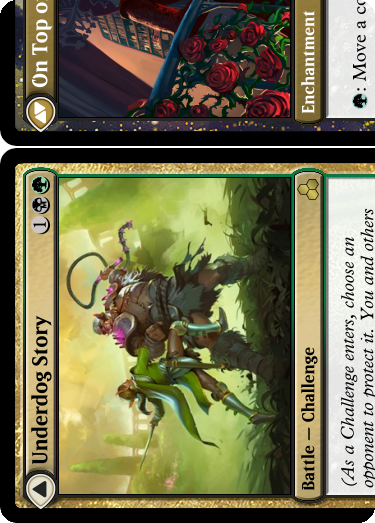 On Top o
Enchantment
: Move a co
Underdog Story
1
Battle — Challenge
(As a Challenge enters, choose an
opponent to protect it. You and others